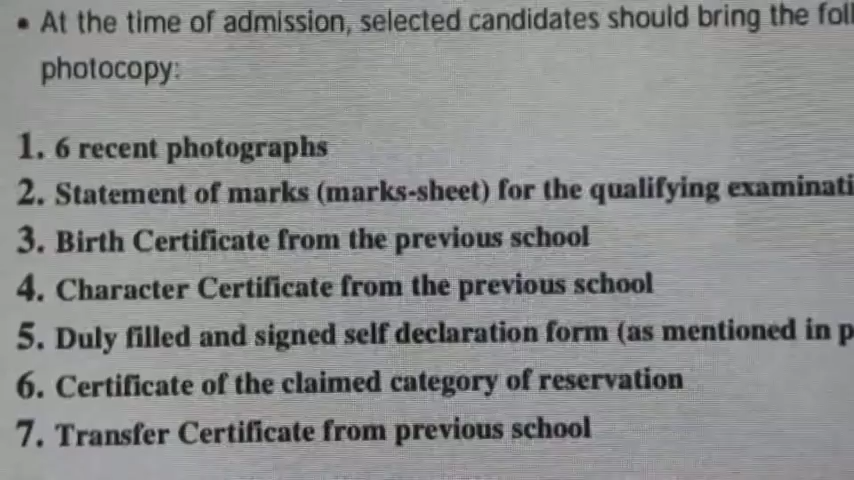 • At the time of admission, selected candidates should bring the
photocopy:
1. 6 recent photographs
2. Statement of marks (marks-sheet) for the qualifying
3. Birth Certificate from the previous school
4. Character Certificate from the previous school
5. Duly filled and signed self declaration form (as mentioned in
6. Certificate of the claimed category of reservation
7. Transfer Certificate from previous school